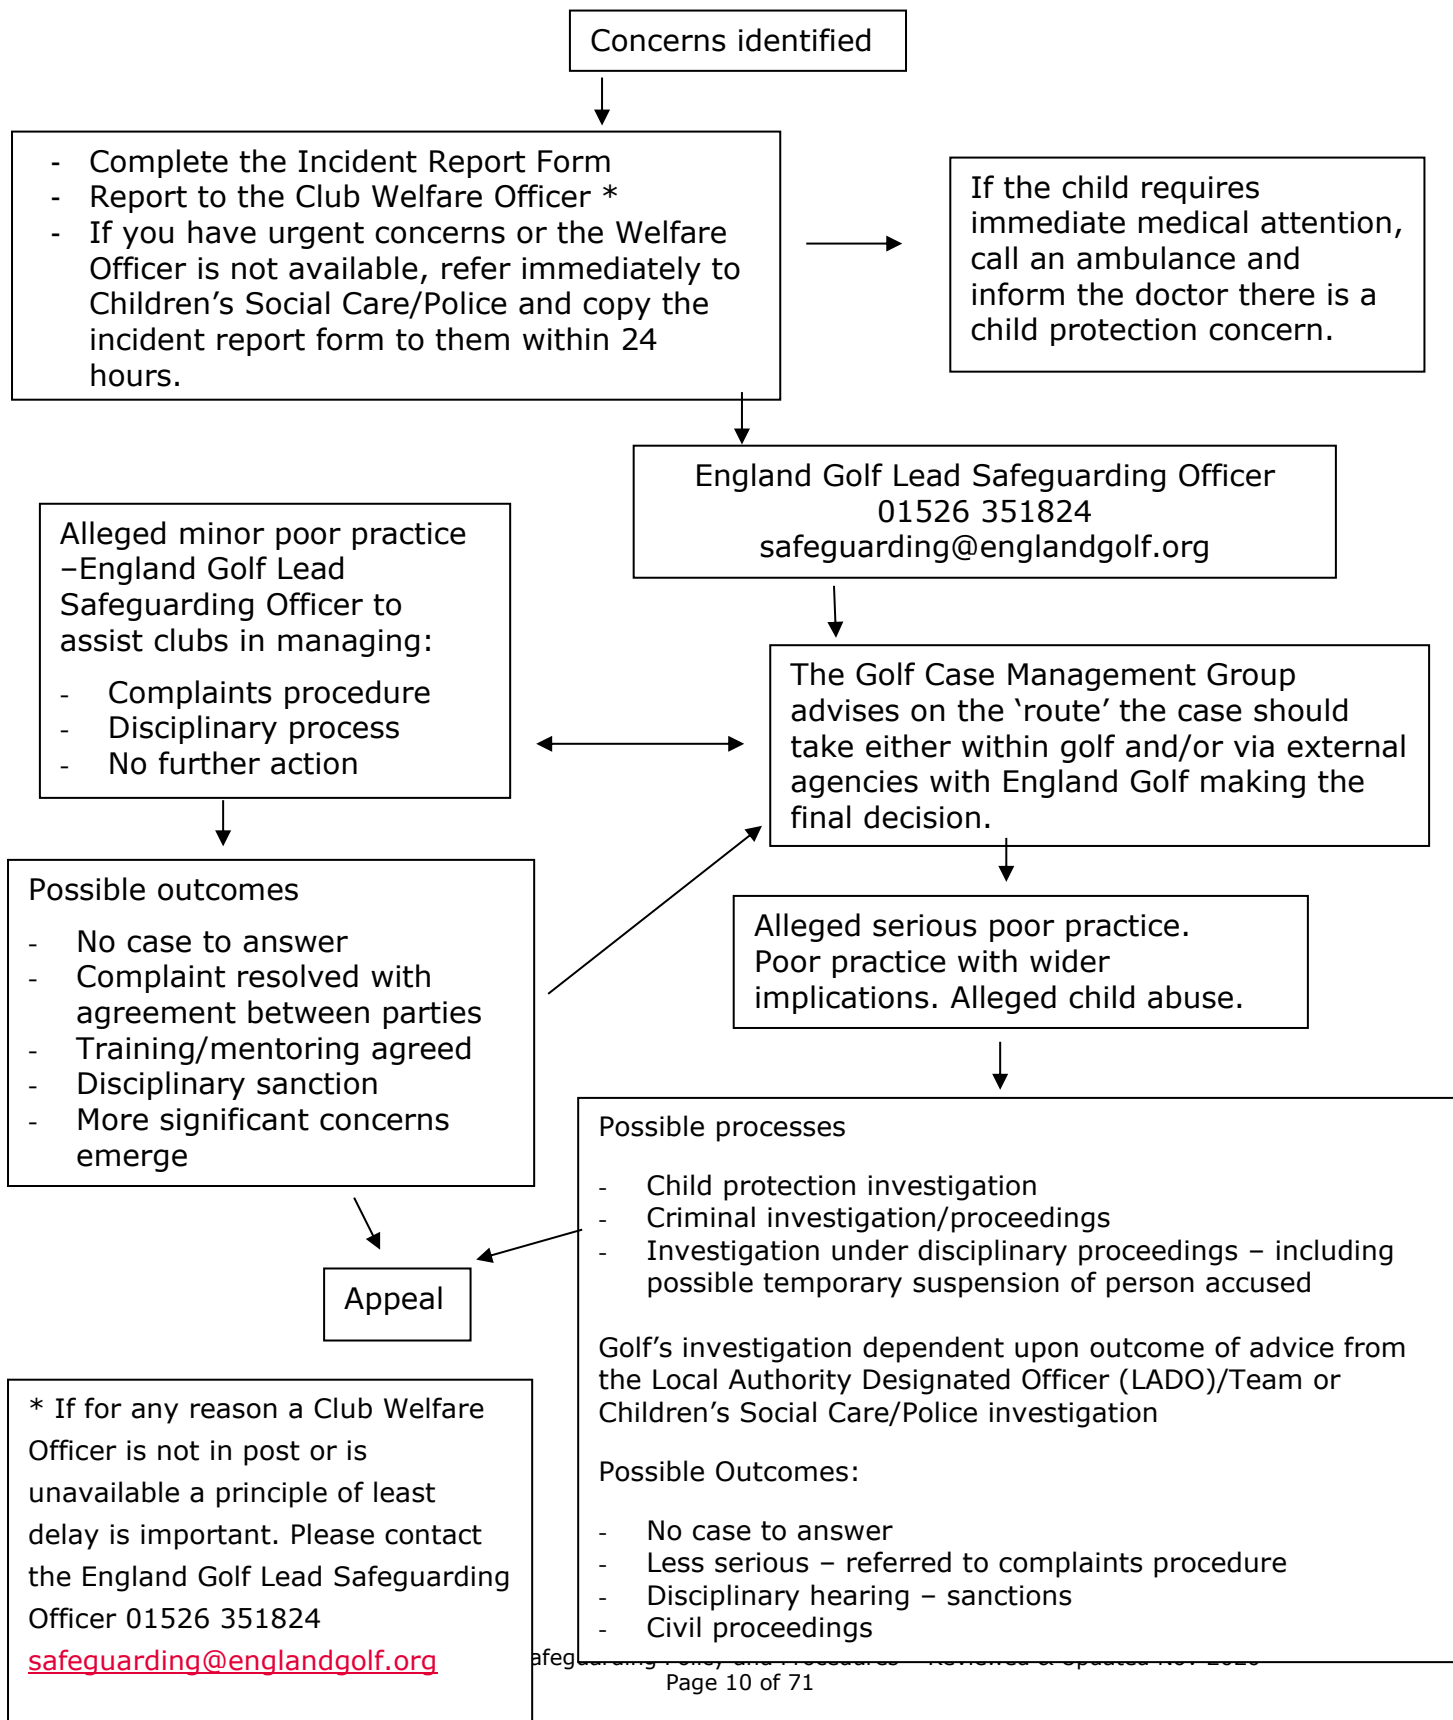 Concerns identified
- Complete the Incident Report Form
- Report to the Club Welfare Officer *
- If you have urgent concerns or the Welfare
Officer is not available, refer immediately to
Children’s Social Care/Police and copy the
incident report form to them within 24
hours.
If the child requires
immediate medical attention,
call an ambulance and
inform the doctor there is a
child protection concern.
England Golf Lead Safeguarding Officer
01526 351824
safeguarding@englandgolf.org
Alleged minor poor practice
–England Golf Lead
Safeguarding Officer to
assist clubs in managing:
- Complaints procedure
- Disciplinary process
- No further action
The Golf Case Management Group
advises on the ‘route’ the case should
take either within golf and/or via external
agencies with England Golf making the
final decision.
Possible outcomes
- No case to answer
- Complaint resolved with
agreement between parties
- Training/mentoring agreed
- Disciplinary sanction
- More significant concerns
emerge
Alleged serious poor practice.
Poor practice with wider
implications. Alleged child abuse.
Possible processes
- Child protection investigation
- Criminal investigation/proceedings
- Investigation under disciplinary proceedings – including
possible temporary suspension of person accused
Golf’s investigation dependent upon outcome of advice from
the Local Authority Designated Officer (LADO)/Team or
Children’s Social Care/Police investigation
Possible Outcomes:
- No case to answer
- Less serious – referred to complaints procedure
- Disciplinary hearing – sanctions
- Civil proceedings
Appeal
* If for any reason a Club Welfare
Officer is not in post or is
unavailable a principle of least
delay is important. Please contact
the England Golf Lead Safeguarding
Officer 01526 351824
safeguarding@englandgolf.org
Page 10 of 71